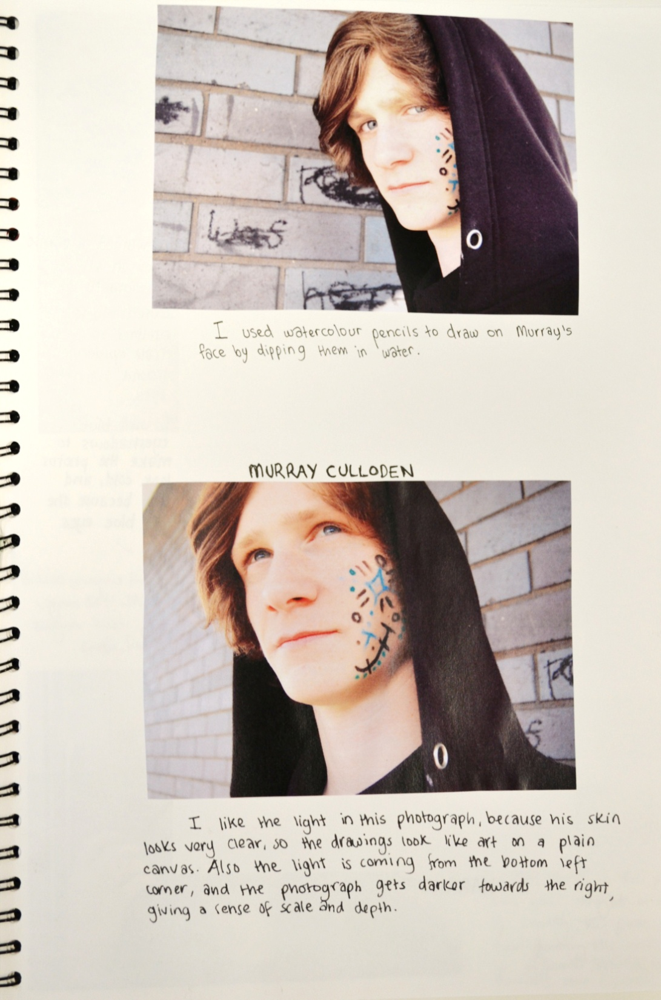 I used watercolour pencils to draw on Murray's
face by dipping them in water.
MURRAY CULLODEN
I like the light in this photograph, because his skin
looks very clear, so the drawings look like art on a plain
canvas. Also the light is coming from the bottom left
corner, and the photograph gets darker towards the right,
giving a sense of scale and depth.